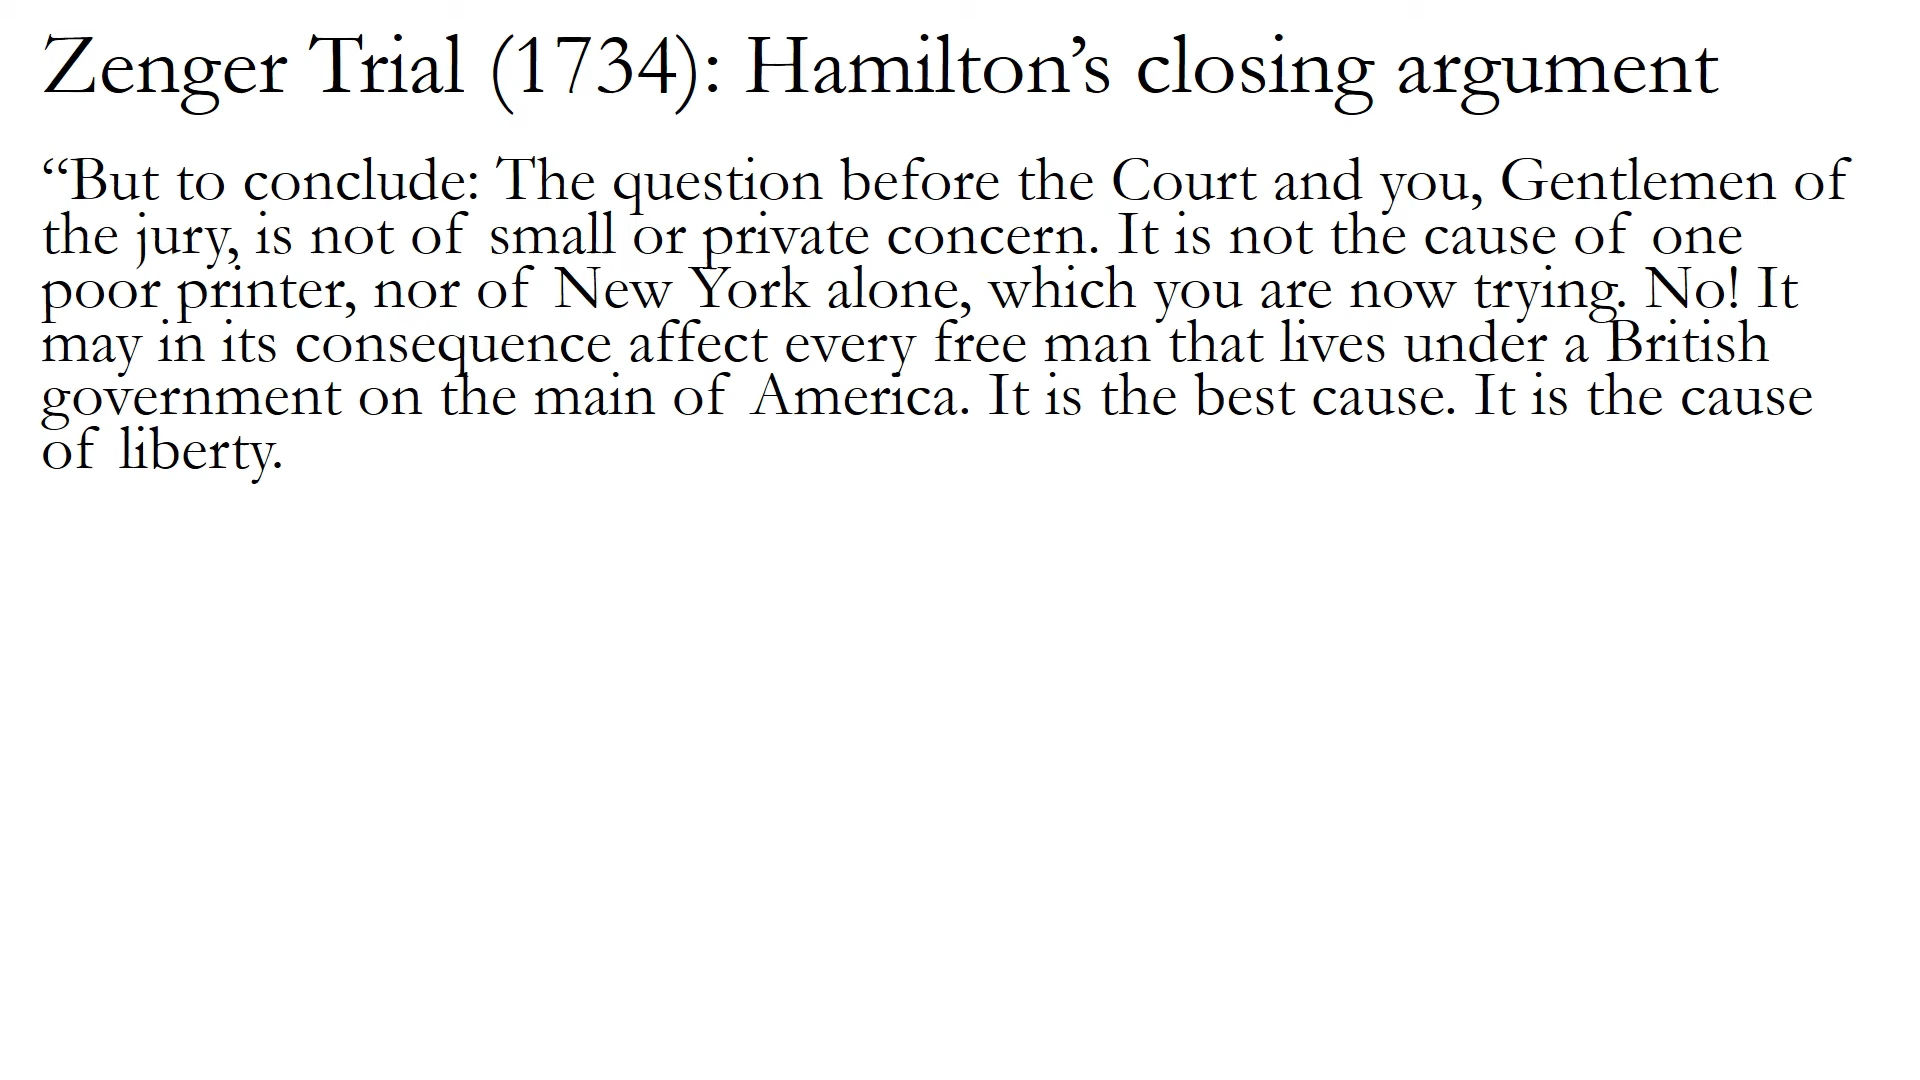 Zenger Trial (1734): Hamilton’s closing argument
“But to conclude: The question before the Court and you, Gentlemen of
the jury, is not of small or private concern. It is not the cause of one
poor printer, nor of New York alone, which you are now trying. No! It
may in its consequence affect every free man that lives under a British
government on the main of America. It is the best cause. It is the cause
of liberty.